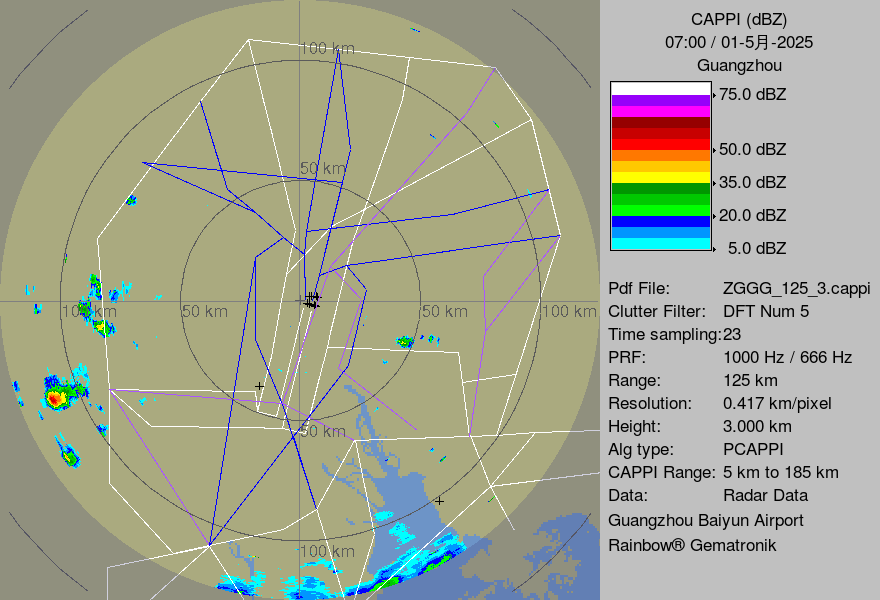 100 km
50 km
100 km
50 km
50 km
100 km
50 km
100 km
CAPPI (dBZ)
07:00 / 01-5月-2025
Guangzhou
75.0 dBZ
50.0 dBZ
35.0 dBZ
20.0 dBZ
5.0 dBZ
Pdf File: ZGGG_125_3.cappi
Clutter Filter: DFT Num 5
Time sampling:23
PRF: 1000 Hz / 666 Hz
Range: 125 km
Resolution: 0.417 km/pixel
Height: 3.000 km
Alg type: PCAPPI
CAPPI Range: 5 km to 185 km
Data: Radar Data
Guangzhou Baiyun Airport
Rainbow® Gematronik